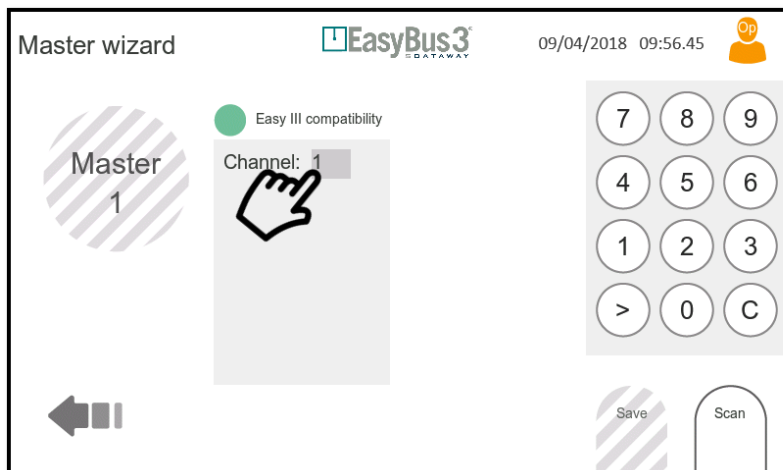 Master wizard
EasyBus3
DATAWAY
09/04/2018 09:56.45
Op
Easy III compatibility
Master
1
Channel: 1
7 8 9
4 5 6
1 2 3
> 0 C
Save
Scan